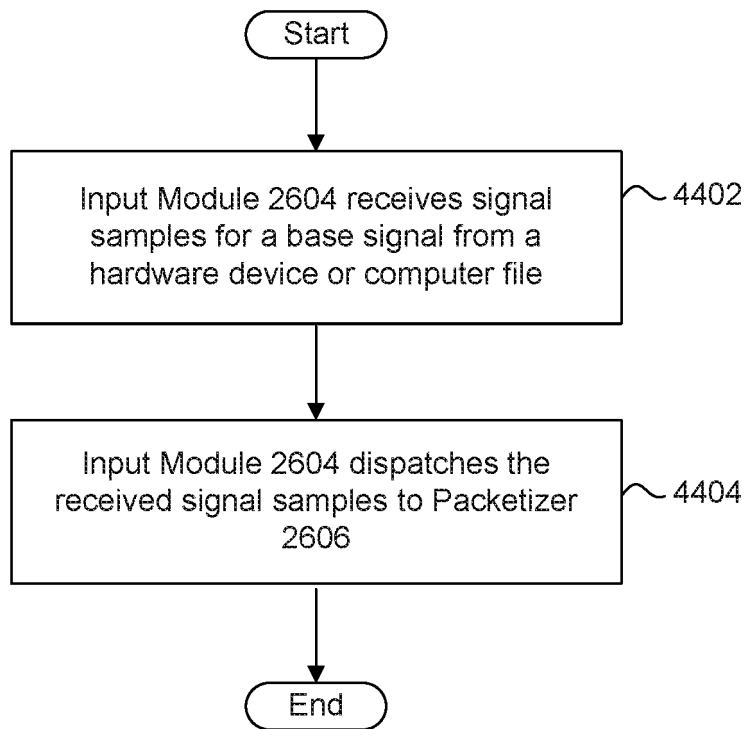 Start
Input Module 2604 receives signal
samples for a base signal from a
hardware device or computer file
4402
Input Module 2604 dispatches the
received signal samples to Packetizer
2606
4404
End